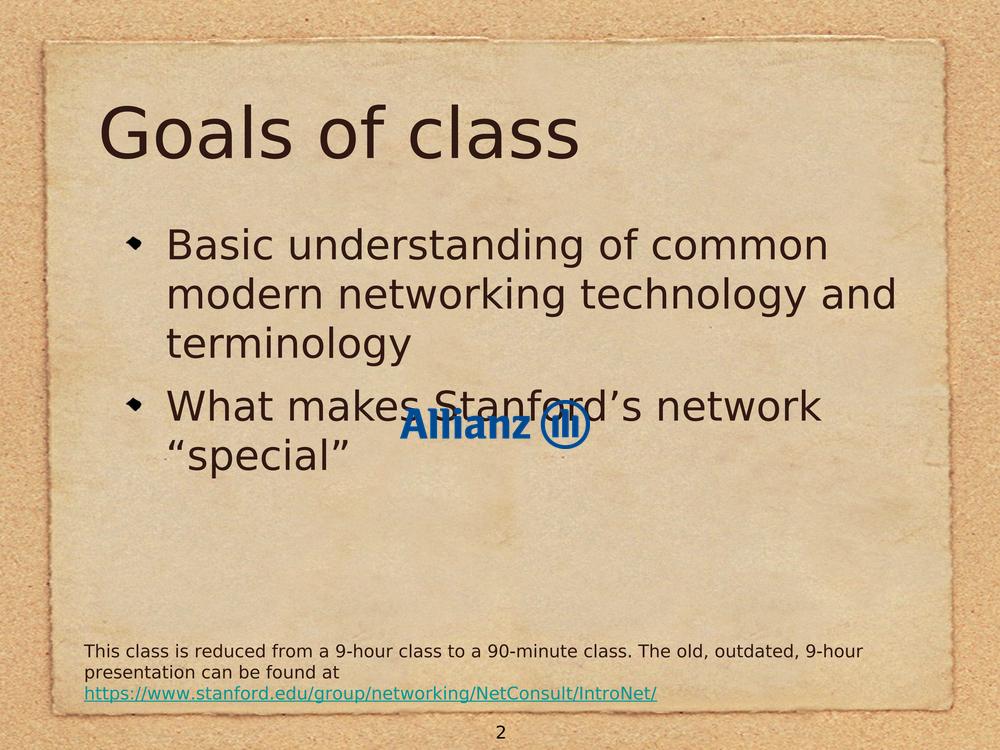 Goals of class
Basic understanding of common
modern networking technology and
terminology
What makes Stanford’s network
“special”
Allianz
This class is reduced from a 9-hour class to a 90-minute class. The old, outdated, 9-hour
presentation can be found at
https://www.stanford.edu/group/networking/NetConsult/IntroNet/
2